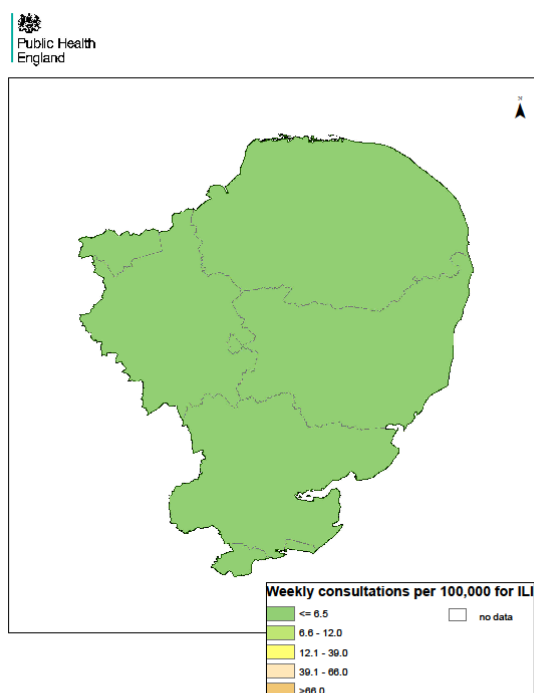 Public Health
England
N
Weekly consultations per 100,000 for ILI
<= 6.5
no data
6.6 - 12.0
12.1 - 39.0
39.1 - 66.0
>66.0